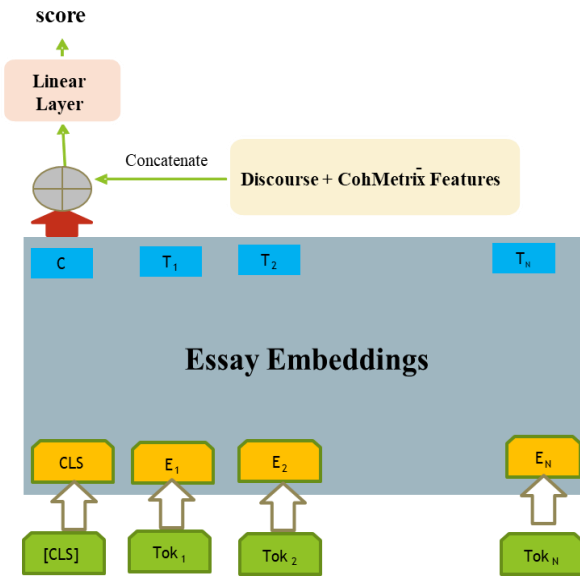 score
Linear
Layer
Concatenate
Discourse + CohMetrix Features
C
T1
T2
TN
Essay Embeddings
CLS
E1
E2
EN
[CLS]
Tok1
Tok2
TokN